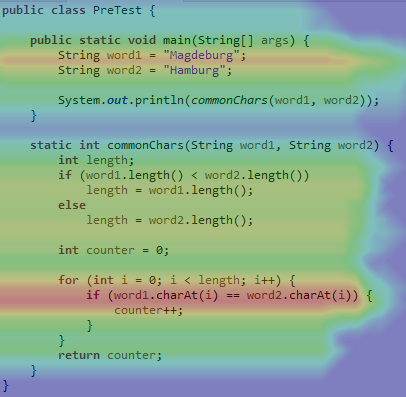 public class PreTest {
public static void main(String[] args) {
String word1 = "Magdeburg";
String word2 = "Hamburg";
System.out.println(commonChars(word1, word2));
}
static int commonChars(String word1, String word2) {
int length;
if (word1.length() < word2.length())
length = word1.length();
else
length = word2.length();
int counter = 0;
for (int i = 0; i < length; i++) {
if (word1.charAt(i) == word2.charAt(i)) {
counter++;
}
}
return counter;
}
}